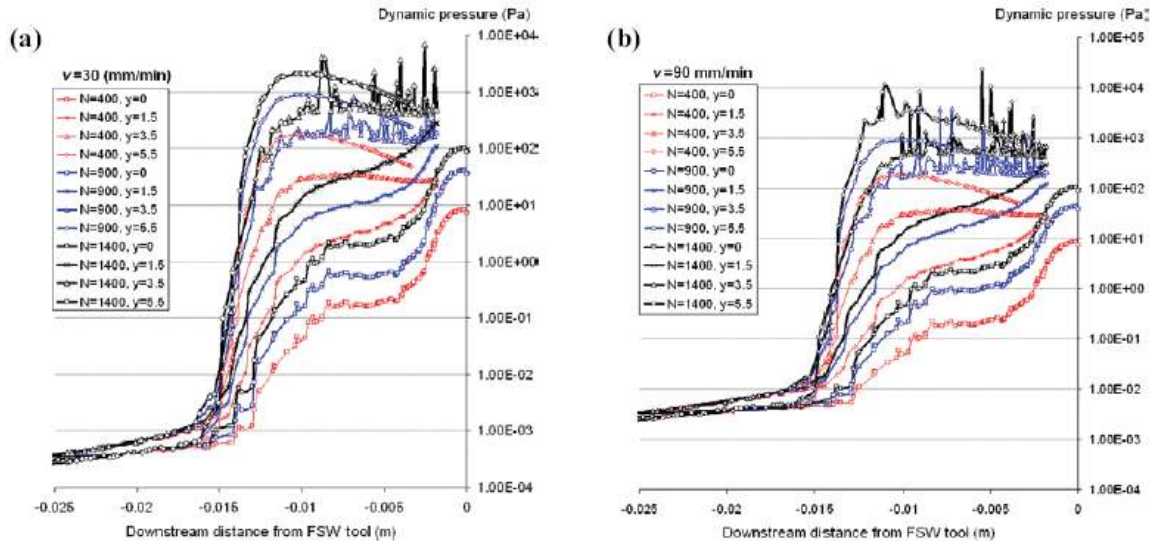 (a)
Dynamic pressure (Pa)
1.00E+04
1.00E+03
1.00E+02
1.00E+01
1.00E+00
1.00E-01
1.00E-02
1.00E-03
1.00E-04
v=30 (mm/min)
N=400, y=0
N=400, y=1.5
N=400, y=3.5
N=400, y=5.5
N=900, y=0
N=900, y=1.5
N=900, y=3.5
N=900, y=5.5
N=1400, y=0
N=1400, y=1.5
N=1400, y=3.5
N=1400, y=5.5
-0.025 -0.02 -0.015 -0.01 -0.005 0
Downstream distance from FSW tool (m)
(b)
Dynamic pressure (Pa)
1.00E+05
1.00E+04
1.00E+03
1.00E+02
1.00E+01
1.00E+00
1.00E-01
1.00E-02
1.00E-03
1.00E-04
v=90 mm/min
N=400, y=0
N=400, y=1.5
N=400, y=3.5
N=400, y=5.5
N=900, y=0
N=900, y=1.5
N=900, y=3.5
N=900, y=5.5
N=1400, y=0
N=1400, y=1.5
N=1400, y=3.5
N=1400, y=5.5
-0.025 -0.02 -0.015 -0.01 -0.005 0
Downstream distance from FSW tool (m)